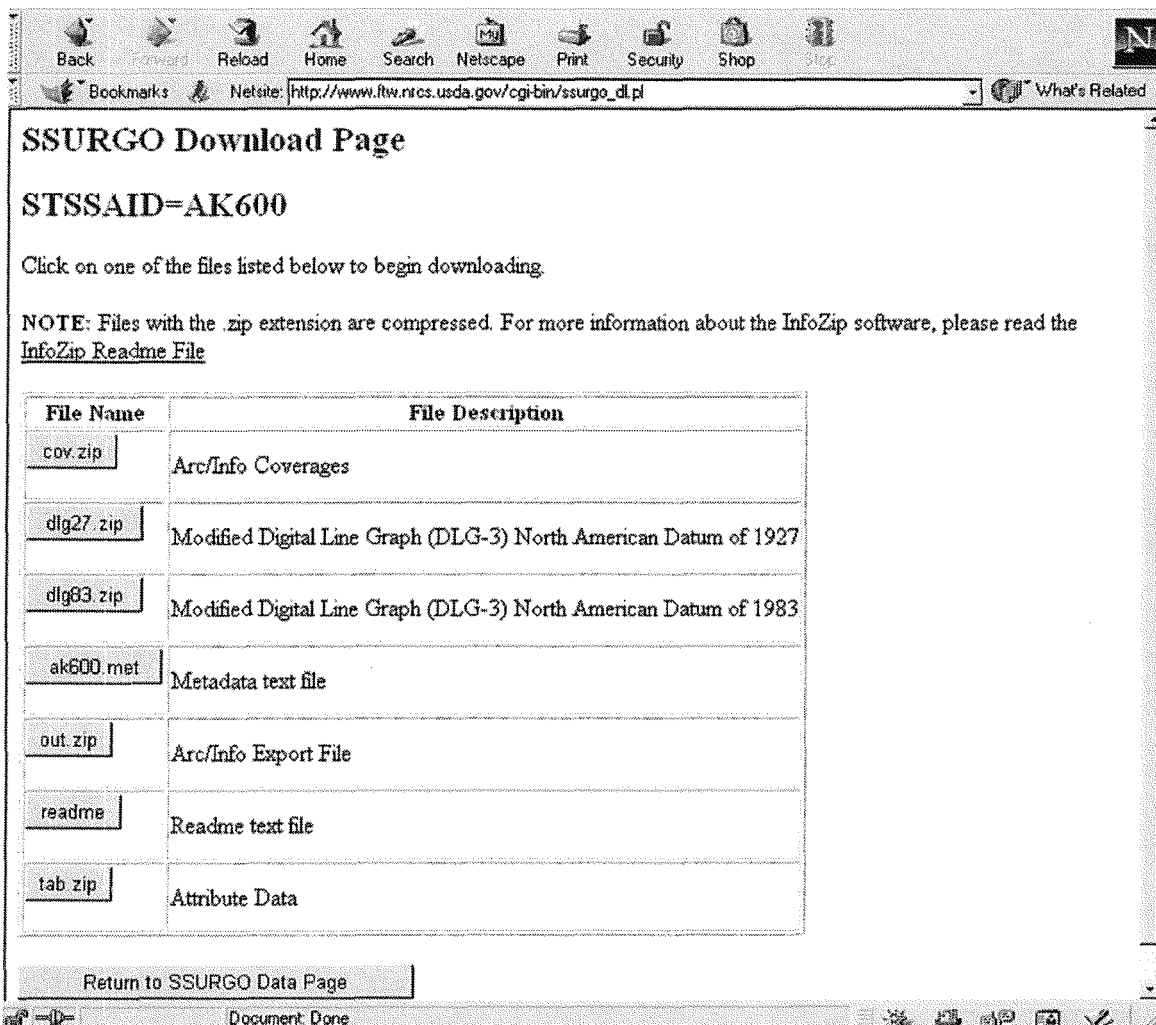 Back Forward Reload Home Search Netscape Print Security Shop Stop
My
N
Bookmarks Netsite: http://www.ftw.nrcs.usda.gov/cgi-bin/ssurgo_dl.pl What's Related
SSURGO Download Page
STSSAID=AK600
Click on one of the files listed below to begin downloading.
NOTE: Files with the .zip extension are compressed. For more information about the InfoZip software, please read the
InfoZip Readme File
File Name File Description
cov.zip Arc/Info Coverages
dlg27.zip Modified Digital Line Graph (DLG-3) North American Datum of 1927
dlg83.zip Modified Digital Line Graph (DLG-3) North American Datum of 1983
ak600.met Metadata text file
out.zip Arc/Info Export File
readme Readme text file
tab.zip Attribute Data
Return to SSURGO Data Page
Document: Done